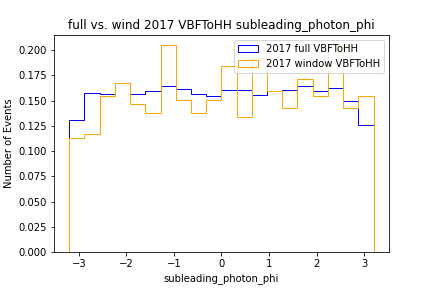 full vs. wind 2017 VBFToHH subleading_photon_phi
2017 full VBFToHH
2017 window VBFToHH
Number of Events
0.200
0.175
0.150
0.125
0.100
0.075
0.050
0.025
0.000
−3 −2 −1 0 1 2 3
subleading_photon_phi